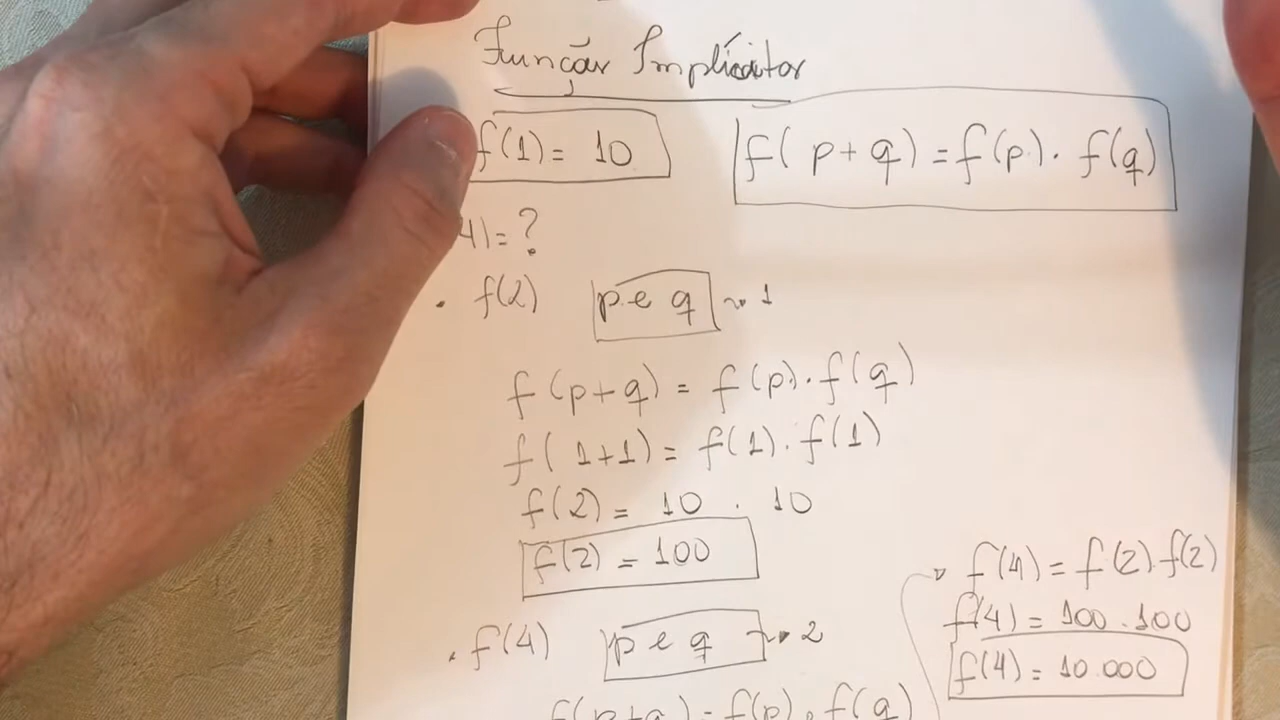 Função Implícita
f(1) = 10
f(p+q) = f(p).f(q)
4) = ?
. f(2) p e q ~ 1
f(p+q) = f(p).f(q)
f(1+1) = f(1).f(1)
f(2) = 10 . 10
f(2) = 100
. f(4) p e q ~ 2
f(p+q) = f(p).f(q)
f(4) = f(2).f(2)
f(4) = 100.100
f(4) = 10.000